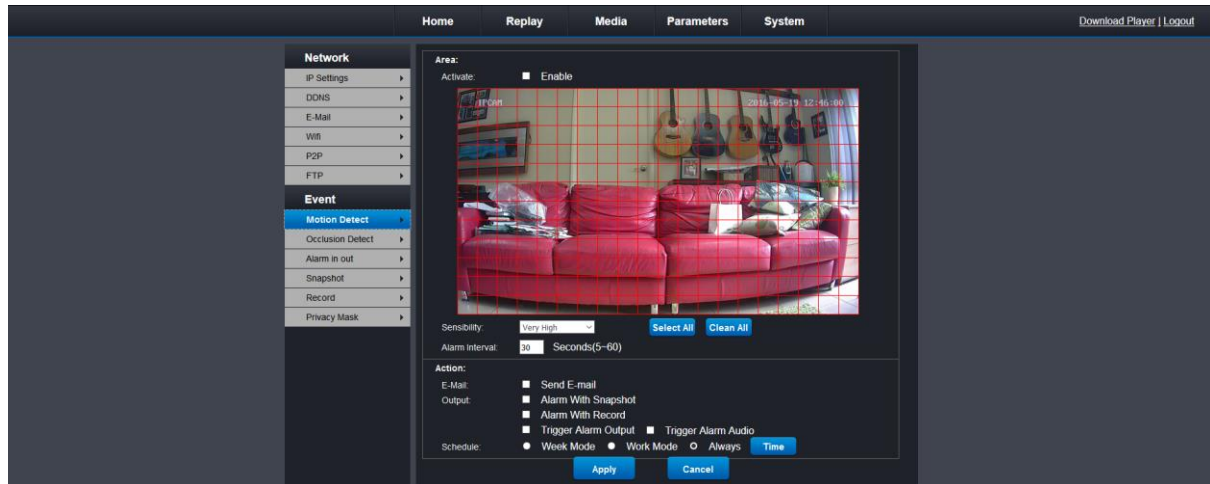 Home Replay Media Parameters System Download Player | Logout
Network
IP Settings
DDNS
E-Mail
Wifi
P2P
FTP
Event
Motion Detect
Occlusion Detect
Alarm in out
Snapshot
Record
Privacy Mask
Area:
Activate: Enable
IPCAM 2016-05-19 12:46:00
Sensibility: Very High Select All Clean All
Alarm Interval: 30 Seconds(5~60)
Action:
E-Mail: Send E-mail
Output: Alarm With Snapshot
Alarm With Record
Trigger Alarm Output Trigger Alarm Audio
Schedule: Week Mode Work Mode Always Time
Apply Cancel